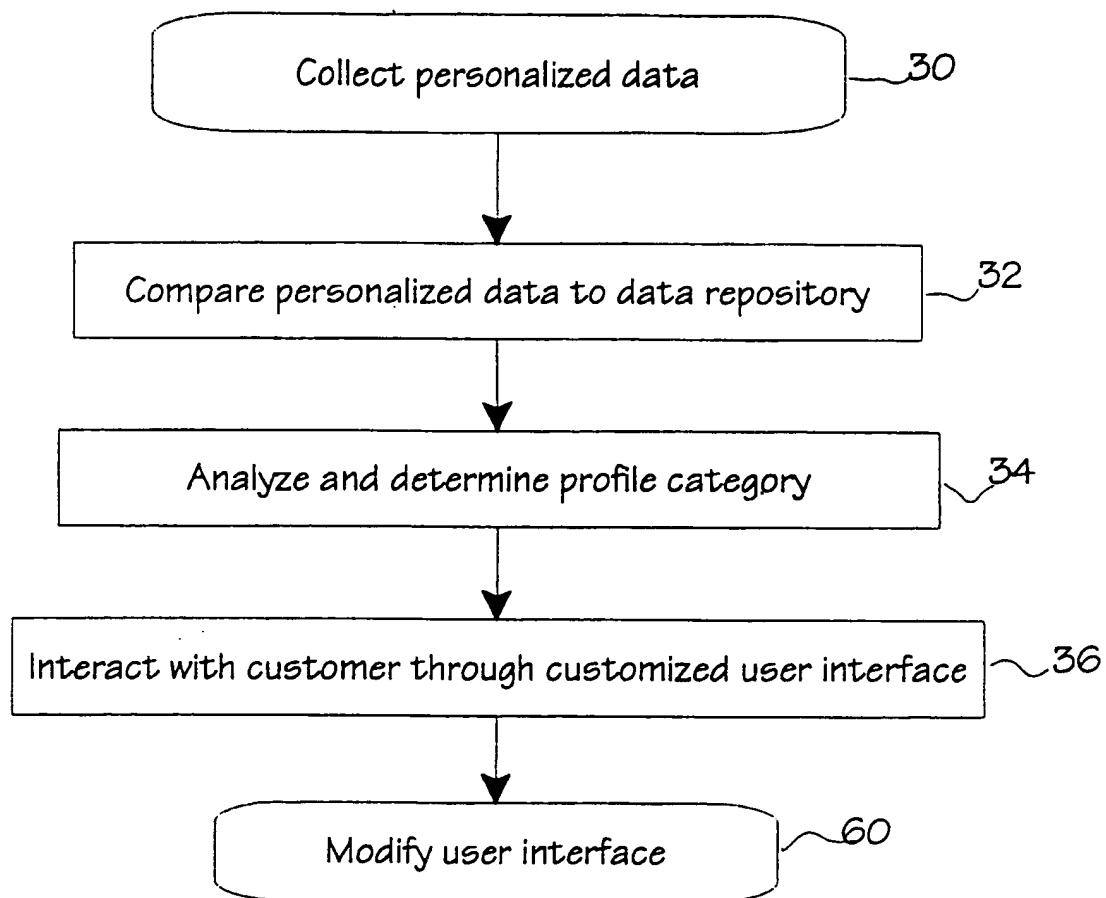 Collect personalized data
30
Compare personalized data to data repository
32
Analyze and determine profile category
34
Interact with customer through customized user interface
36
Modify user interface
60